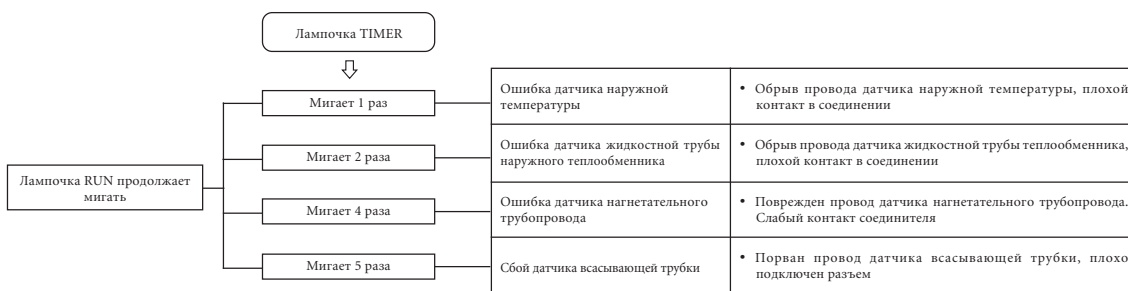 Лампочка TIMER
Лампочка RUN продолжает
мигать
Мигает 1 раз
Ошибка датчика наружной
температуры
• Обрыв провода датчика наружной температуры, плохой
контакт в соединении
Мигает 2 раза
Ошибка датчика жидкостной трубы
наружного теплообменника
• Обрыв провода датчика жидкостной трубы теплообменника,
плохой контакт в соединении
Мигает 4 раза
Ошибка датчика нагнетательного
трубопровода
• Поврежден провод датчика нагнетательного трубопровода.
Слабый контакт соединителя
Мигает 5 раза
Сбой датчика всасывающей трубки
• Порван провод датчика всасывающей трубки, плохо
подключен разъем